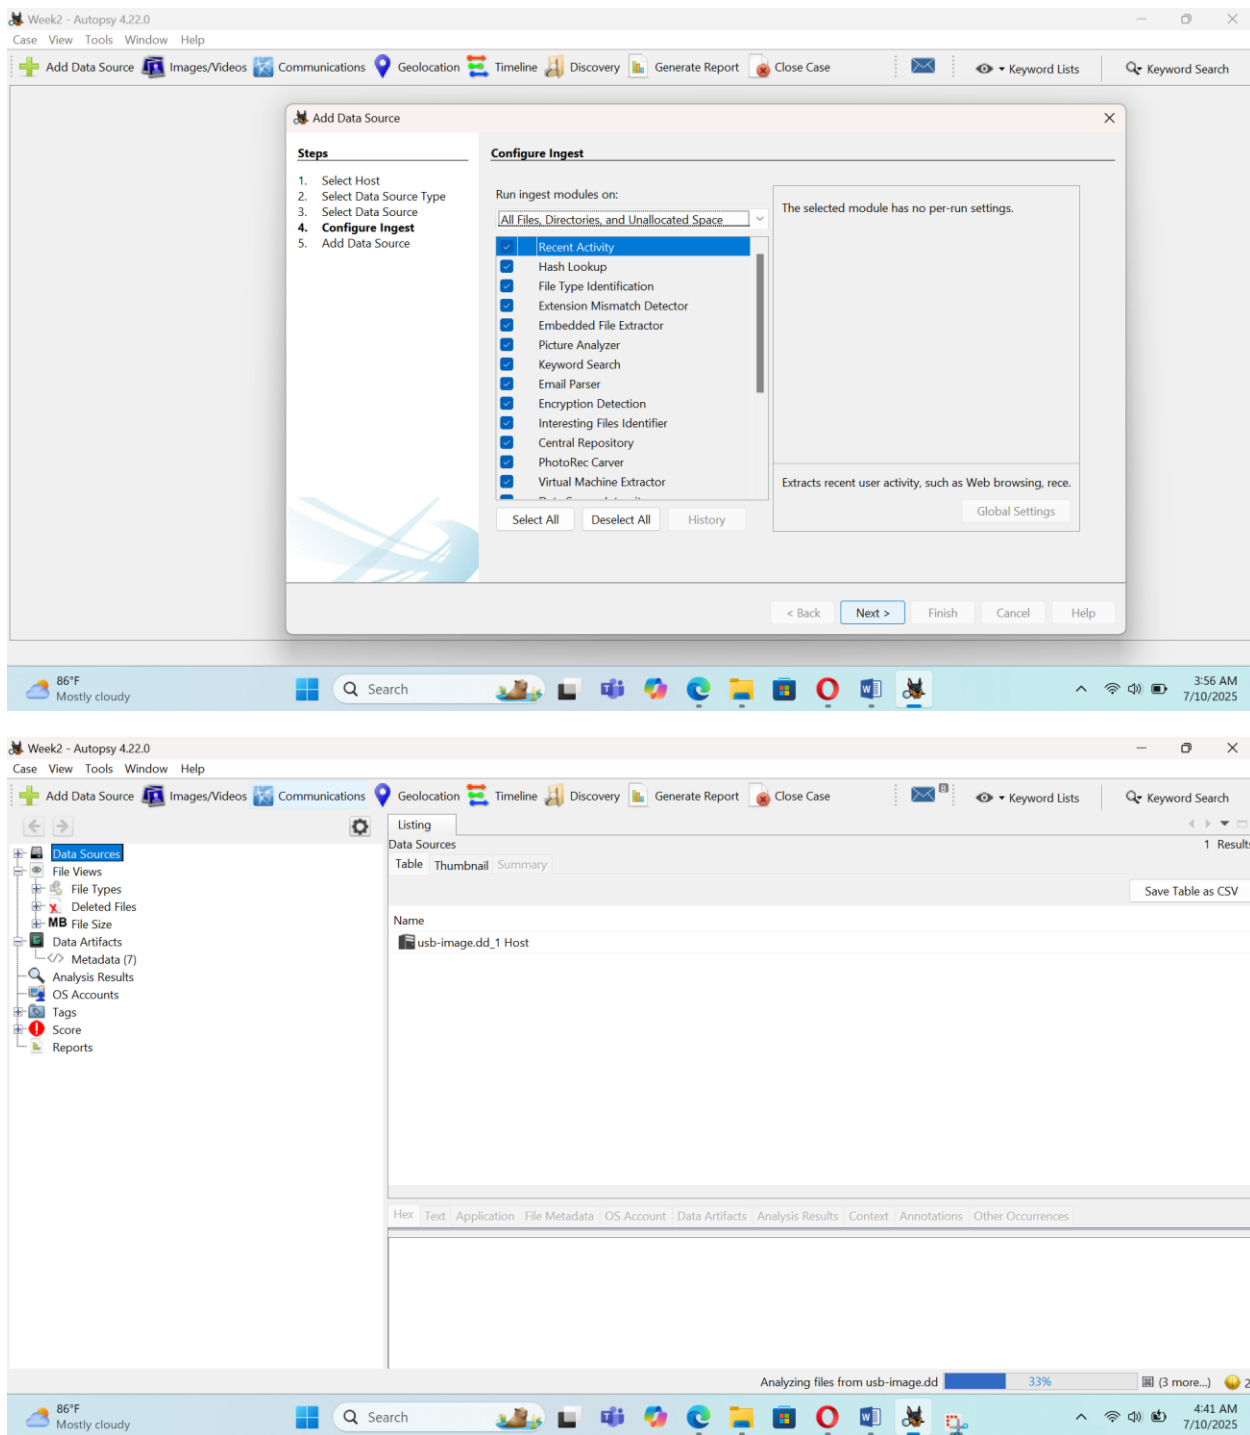 Week2 - Autopsy 4.22.0
Case View Tools Window Help
Add Data Source Images/Videos Communications Geolocation Timeline Discovery Generate Report Close Case Keyword Lists Keyword Search
Add Data Source
Steps
1. Select Host
2. Select Data Source Type
3. Select Data Source
4. Configure Ingest
5. Add Data Source
Configure Ingest
Run ingest modules on:
All Files, Directories, and Unallocated Space
Recent Activity
Hash Lookup
File Type Identification
Extension Mismatch Detector
Embedded File Extractor
Picture Analyzer
Keyword Search
Email Parser
Encryption Detection
Interesting Files Identifier
Central Repository
PhotoRec Carver
Virtual Machine Extractor
Select All Deselect All History
The selected module has no per-run settings.
Extracts recent user activity, such as Web browsing, rece.
Global Settings
< Back Next > Finish Cancel Help
86°F
Mostly cloudy
Search
3:56 AM
7/10/2025
Week2 - Autopsy 4.22.0
Case View Tools Window Help
Add Data Source Images/Videos Communications Geolocation Timeline Discovery Generate Report Close Case 8 Keyword Lists Keyword Search
Data Sources
File Views
File Types
Deleted Files
MB File Size
Data Artifacts
Metadata (7)
Analysis Results
OS Accounts
Tags
Score
Reports
Listing
Data Sources 1 Results
Table Thumbnail Summary
Save Table as CSV
Name
usb-image.dd_1 Host
Hex Text Application File Metadata OS Account Data Artifacts Analysis Results Context Annotations Other Occurrences
Analyzing files from usb-image.dd 33% (3 more...) 2
86°F
Mostly cloudy
Search
4:41 AM
7/10/2025